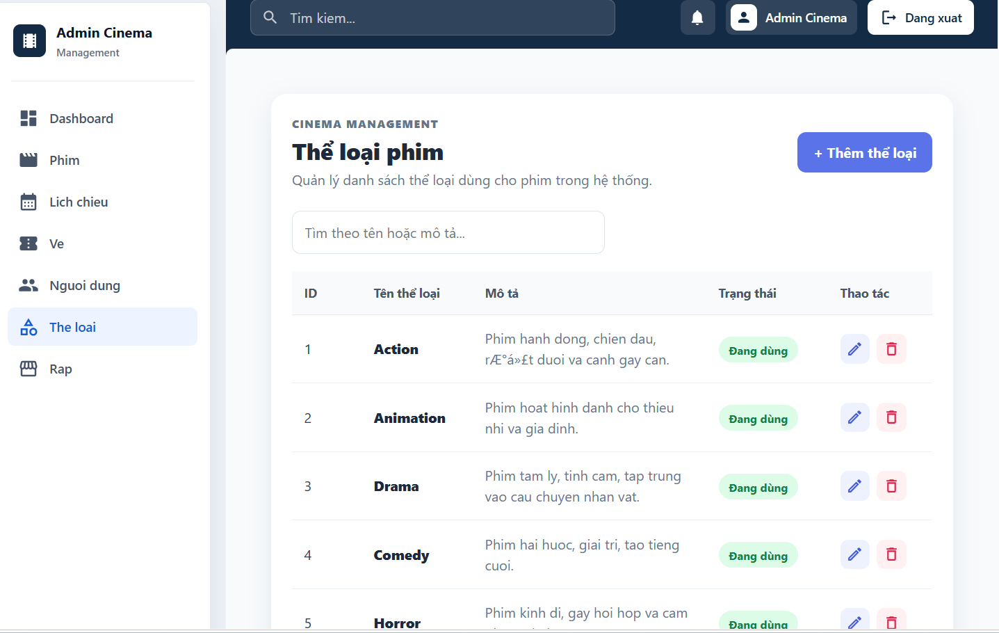 Admin Cinema
Management
Dashboard
Phim
Lich chieu
Ve
Nguoi dung
The loai
Rap
Tim kiem...
Admin Cinema
Dang xuat
CINEMA MANAGEMENT
Thể loại phim
Quản lý danh sách thể loại dùng cho phim trong hệ thống.
+ Thêm thể loại
Tìm theo tên hoặc mô tả...
ID Tên thể loại Mô tả Trạng thái Thao tác
1 Action Phim hanh dong, chien dau, Đang dùng
rÆ°á»£t duoi va canh gay can.
2 Animation Phim hoat hinh danh cho thieu Đang dùng
nhi va gia dinh.
3 Drama Phim tam ly, tinh cam, tap trung Đang dùng
vao cau chuyen nhan vat.
4 Comedy Phim hai huoc, giai tri, tao tieng Đang dùng
cuoi.
5 Horror Phim kinh di, gay hoi hop va cam Đang dùng